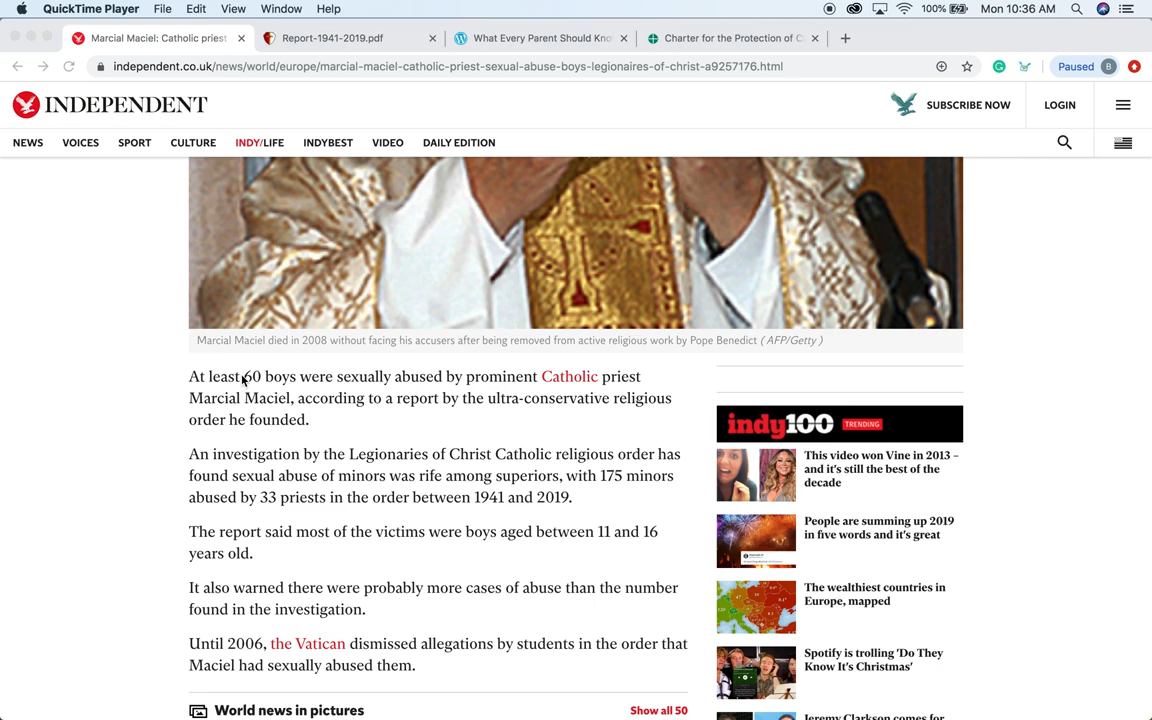 QuickTime Player File Edit View Window Help 100% Mon 10:36 AM
Marcial Maciel: Catholic priest Report-1941-2019.pdf What Every Parent Should Kno Charter for the Protection of C
independent.co.uk/news/world/europe/marcial-maciel-catholic-priest-sexual-abuse-boys-legionaires-of-christ-a9257176.html Paused B
INDEPENDENT SUBSCRIBE NOW LOGIN
NEWS VOICES SPORT CULTURE INDY/LIFE INDYBEST VIDEO DAILY EDITION
Marcial Maciel died in 2008 without facing his accusers after being removed from active religious work by Pope Benedict ( AFP/Getty )
At least 60 boys were sexually abused by prominent Catholic priest
Marcial Maciel, according to a report by the ultra-conservative religious
order he founded.
An investigation by the Legionaries of Christ Catholic religious order has
found sexual abuse of minors was rife among superiors, with 175 minors
abused by 33 priests in the order between 1941 and 2019.
The report said most of the victims were boys aged between 11 and 16
years old.
It also warned there were probably more cases of abuse than the number
found in the investigation.
Until 2006, the Vatican dismissed allegations by students in the order that
Maciel had sexually abused them.
World news in pictures Show all 50
indy100 TRENDING
This video won Vine in 2013 –
and it's still the best of the
decade
People are summing up 2019
in five words and it's great
The wealthiest countries in
Europe, mapped
Spotify is trolling 'Do They
Know It's Christmas'
Jeremy Clarkson comes for